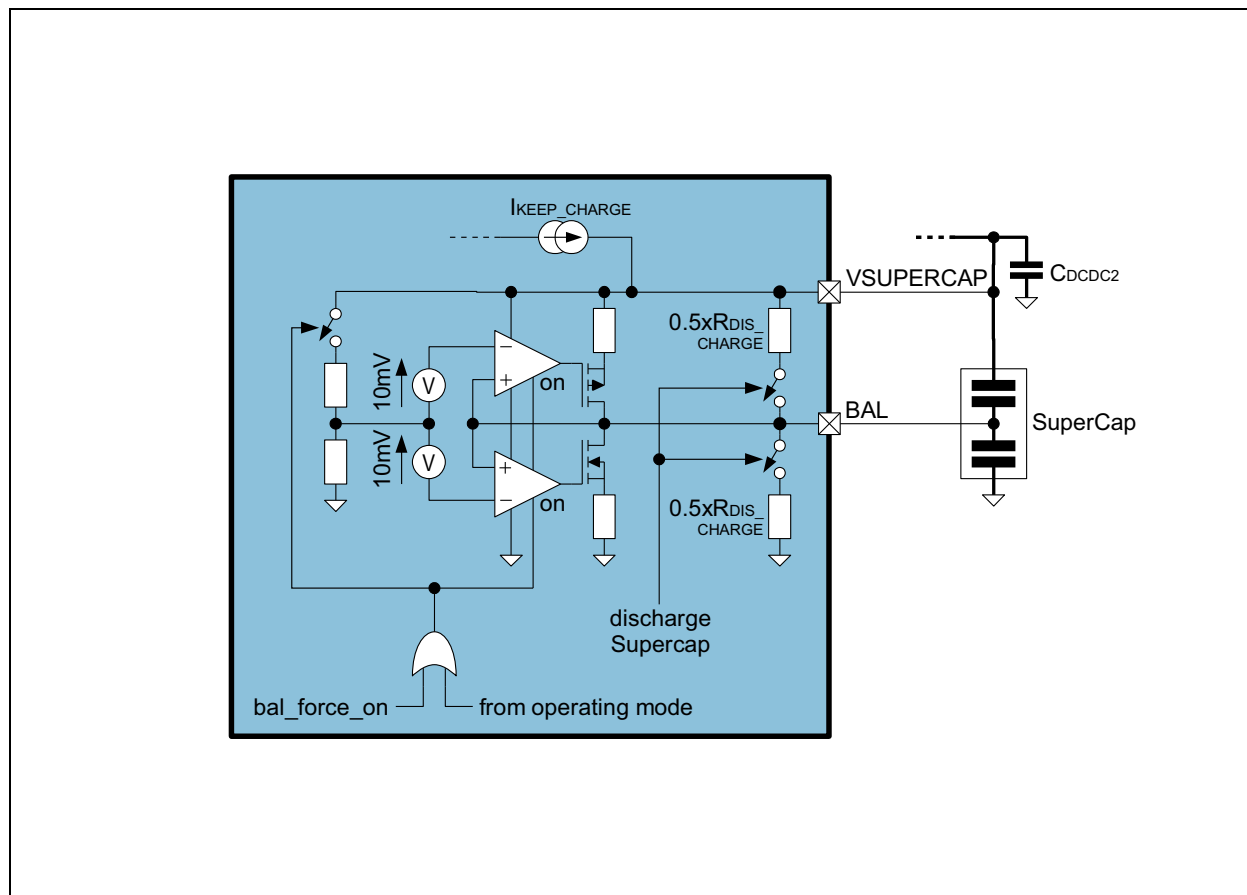 IKEEP_CHARGE
VSUPERCAP
CDCDC2
0.5xRDIS_
CHARGE
10mV
V
−
+
on
BAL
SuperCap
10mV
V
+
−
on
0.5xRDIS_
CHARGE
discharge
Supercap
bal_force_on
from operating mode